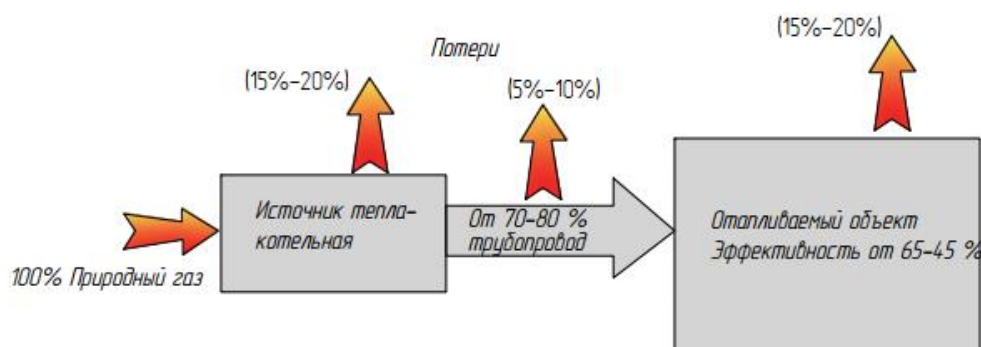 Потери
(15%-20%)
(5%-10%)
(15%-20%)
100% Природный газ
Источник тепла-
котельная
От 70-80 %
трубопровод
Отапливаемый объект
Эффективность от 65-45 %